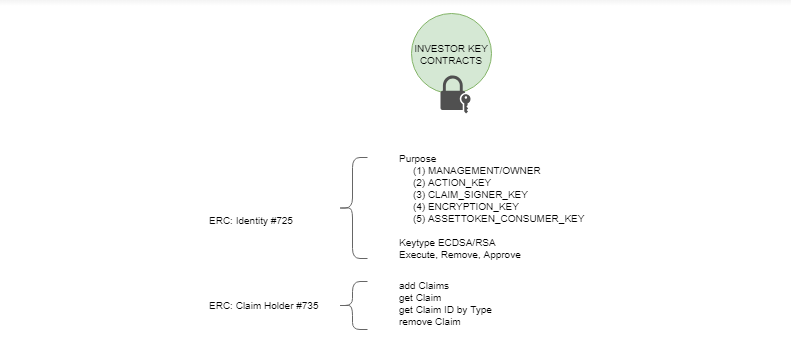 INVESTOR KEY
CONTRACTS
Purpose
(1) MANAGEMENT/OWNER
(2) ACTION_KEY
(3) CLAIM_SIGNER_KEY
(4) ENCRYPTION_KEY
(5) ASSETTOKEN_CONSUMER_KEY
ERC: Identity #725
Keytype ECDSA/RSA
Execute, Remove, Approve
add Claims
get Claim
ERC: Claim Holder #735
get Claim ID by Type
remove Claim